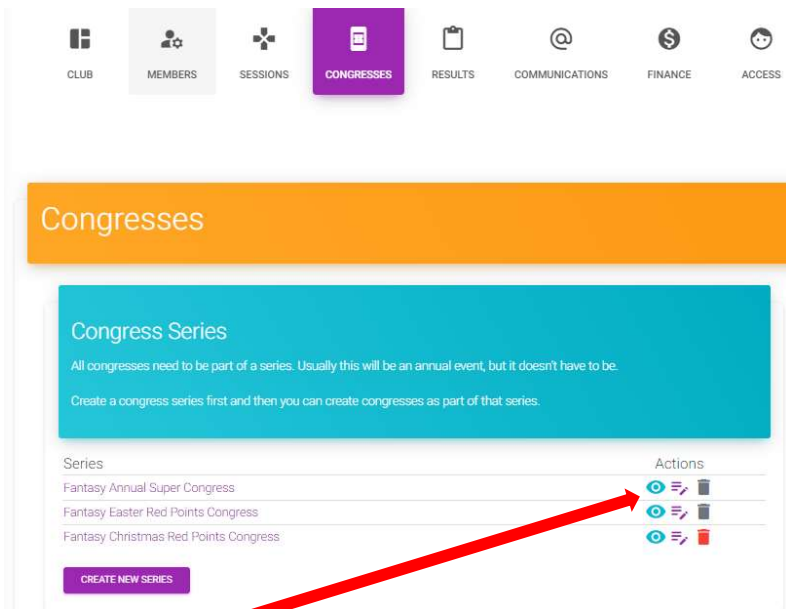 CLUB MEMBERS SESSIONS CONGRESSES RESULTS COMMUNICATIONS FINANCE ACCESS
Congresses
Congress Series
All congresses need to be part of a series. Usually this will be an annual event, but it doesn't have to be.
Create a congress series first and then you can create congresses as part of that series.
Series Actions
Fantasy Annual Super Congress
Fantasy Easter Red Points Congress
Fantasy Christmas Red Points Congress
CREATE NEW SERIES